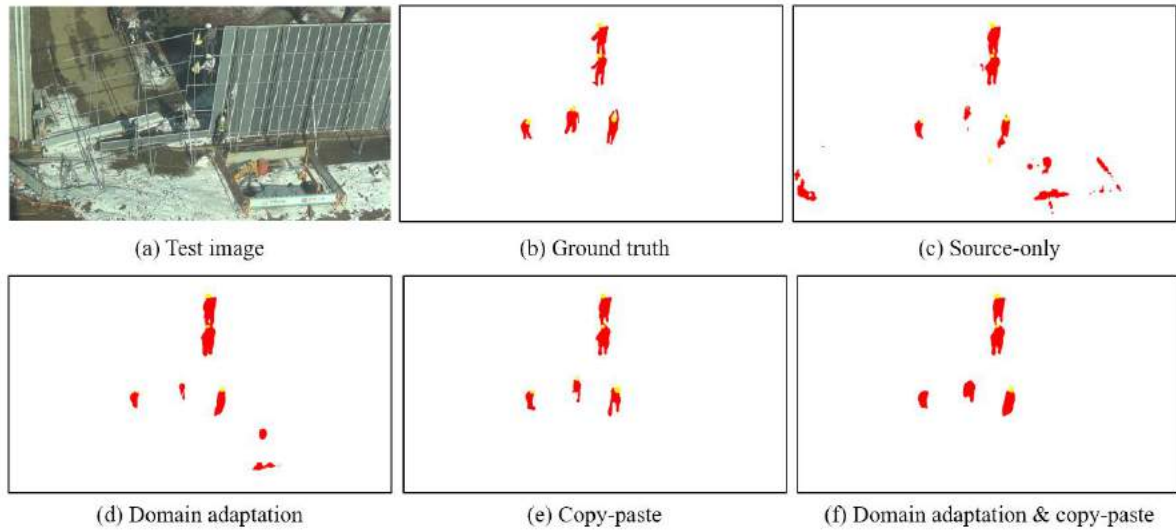 (a) Test image
(b) Ground truth
(c) Source-only
(d) Domain adaptation
(e) Copy-paste
(f) Domain adaptation & copy-paste